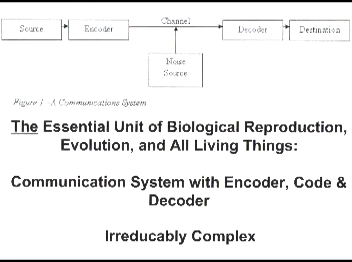 Channel
Source Encoder Decoder Destination
Noise
Source
Figure 1 - A Communications System
The Essential Unit of Biological Reproduction,
Evolution, and All Living Things:
Communication System with Encoder, Code &
Decoder
Irreducably Complex